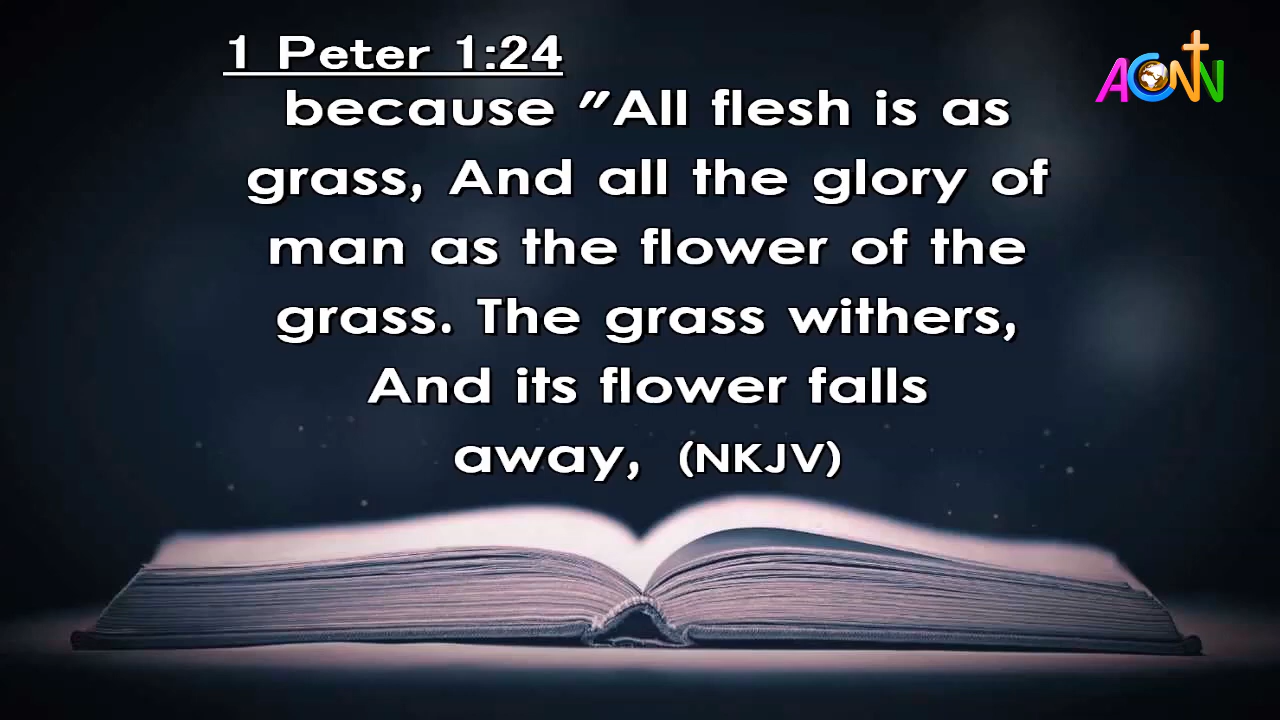 1 Peter 1:24
ACNN
because "All flesh is as
grass, And all the glory of
man as the flower of the
grass. The grass withers,
And its flower falls
away, (NKJV)